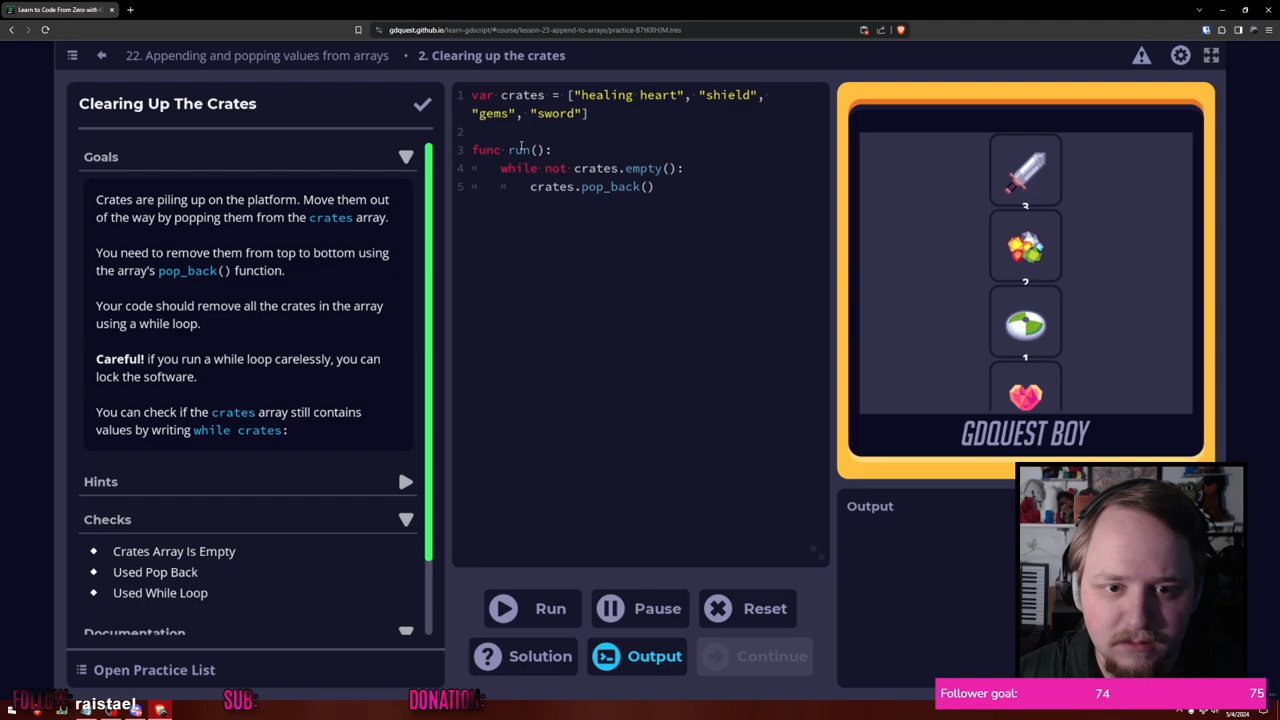 Learn to Code From Zero with
gdquest.github.io/learn-gdscript/#course/lesson-23-append-to-arrays/practice-87tKRHJM.tres
22. Appending and popping values from arrays • 2. Clearing up the crates
Clearing Up The Crates
Goals
Crates are piling up on the platform. Move them out
of the way by popping them from the crates array.
You need to remove them from top to bottom using
the array's pop_back() function.
Your code should remove all the crates in the array
using a while loop.
Careful! if you run a while loop carelessly, you can
lock the software.
You can check if the crates array still contains
values by writing while crates:
Hints
Checks
Crates Array Is Empty
Used Pop Back
Used While Loop
Documentation
Open Practice List
1 var crates = ["healing heart", "shield",
"gems", "sword"]
2
3 func run():
4 while not crates.empty():
5 crates.pop_back()
Run
Pause
Reset
Solution
Output
Continue
3
2
1
GDQUEST BOY
Output
FOLLOW: raistael
SUB:
DONATION:
Follower goal: 74 75
5/4/2024